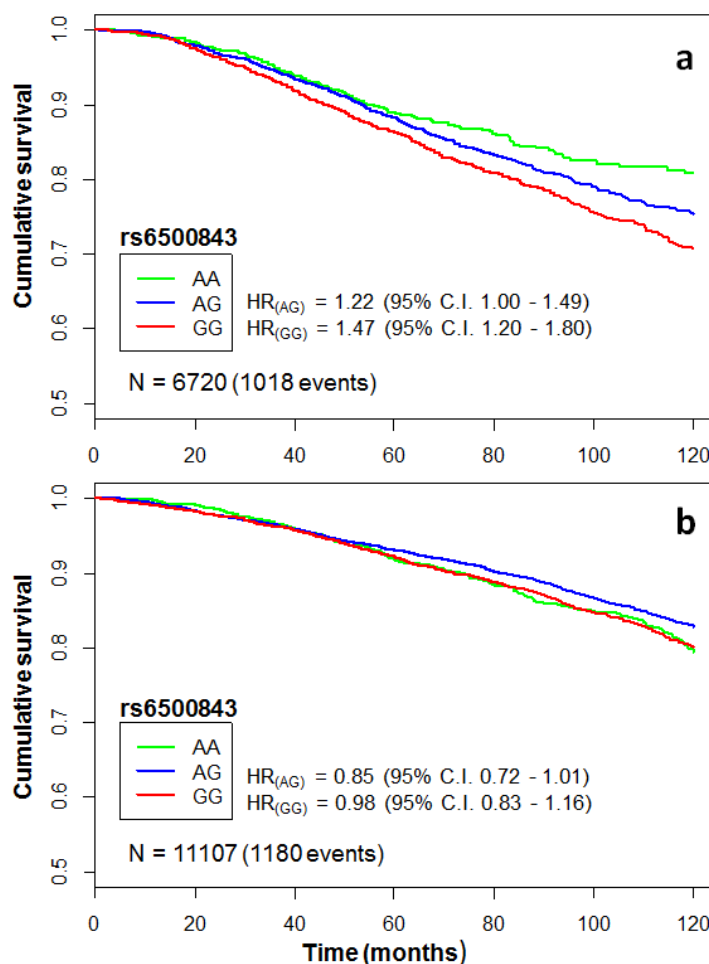 a
Cumulative survival
1.0
0.9
0.8
0.7
0.6
0.5
rs6500843
AA
AG
GG
HR(AG) = 1.22 (95% C.I. 1.00 - 1.49)
HR(GG) = 1.47 (95% C.I. 1.20 - 1.80)
N = 6720 (1018 events)
0 20 40 60 80 100 120
b
Cumulative survival
1.0
0.9
0.8
0.7
0.6
0.5
rs6500843
AA
AG
GG
HR(AG) = 0.85 (95% C.I. 0.72 - 1.01)
HR(GG) = 0.98 (95% C.I. 0.83 - 1.16)
N = 11107 (1180 events)
0 20 40 60 80 100 120
Time (months)